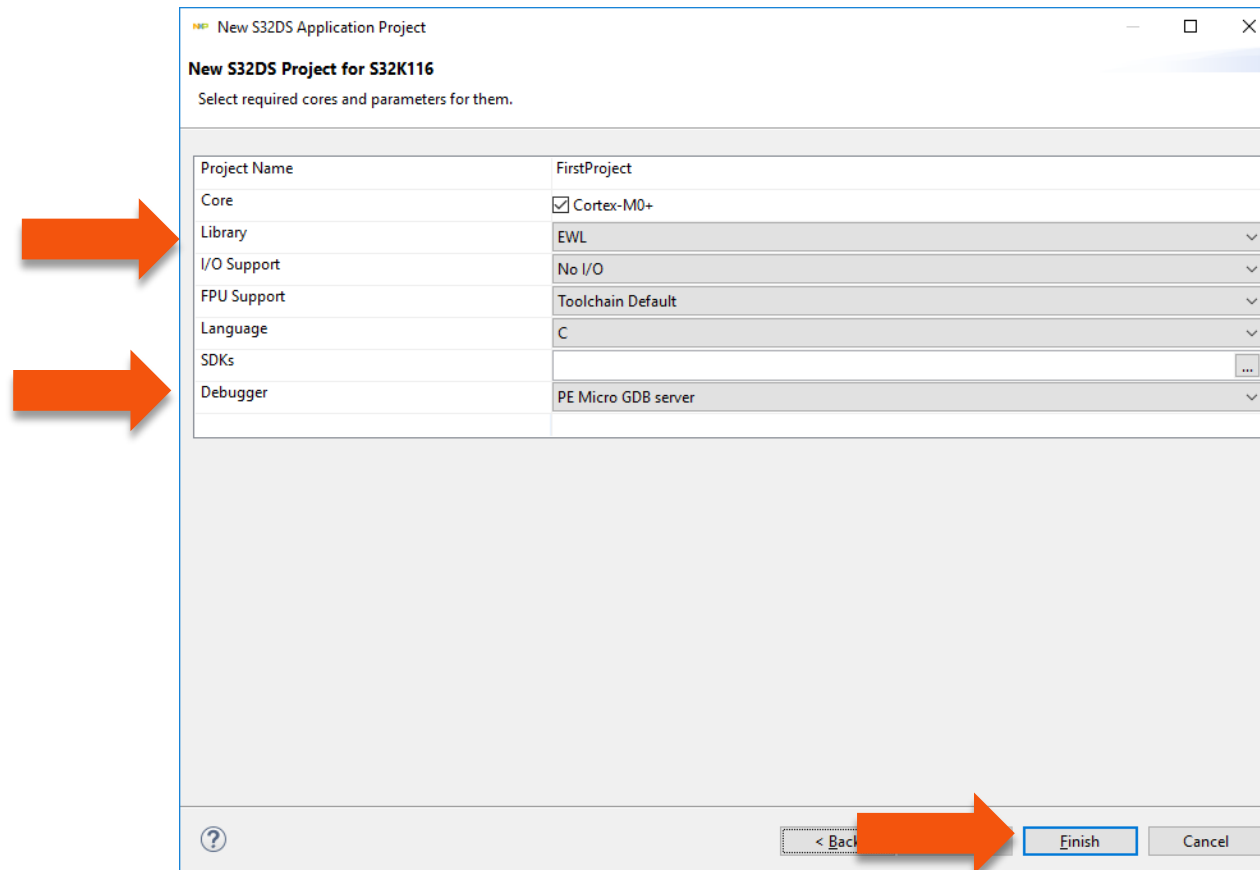 NXP New S32DS Application Project
New S32DS Project for S32K116
Select required cores and parameters for them.
Project Name FirstProject
Core Cortex-M0+
Library EWL
I/O Support No I/O
FPU Support Toolchain Default
Language C
SDKs ...
Debugger PE Micro GDB server
? < Bac Finish Cancel